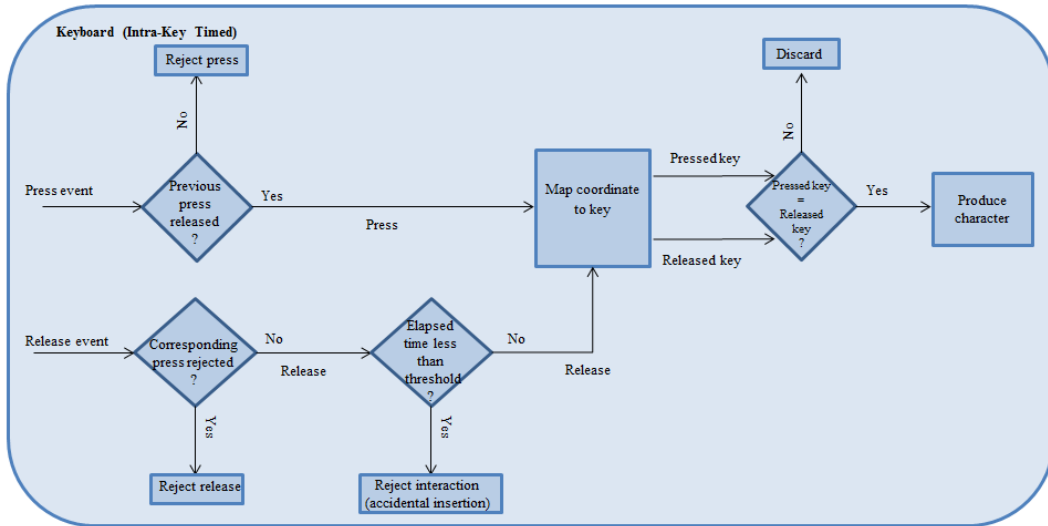 Keyboard (Intra-Key Timed)
Reject press
Discard
No
No
Press event
Previous
press
released
?
Yes
Press
Map coordinate
to key
Pressed key
Released key
Pressed key
=
Released
key
?
Yes
Produce
character
Release event
Corresponding
press rejected
?
No
Release
Elapsed
time less
than
threshold
?
No
Release
Yes
Yes
Reject release
Reject interaction
(accidental insertion)